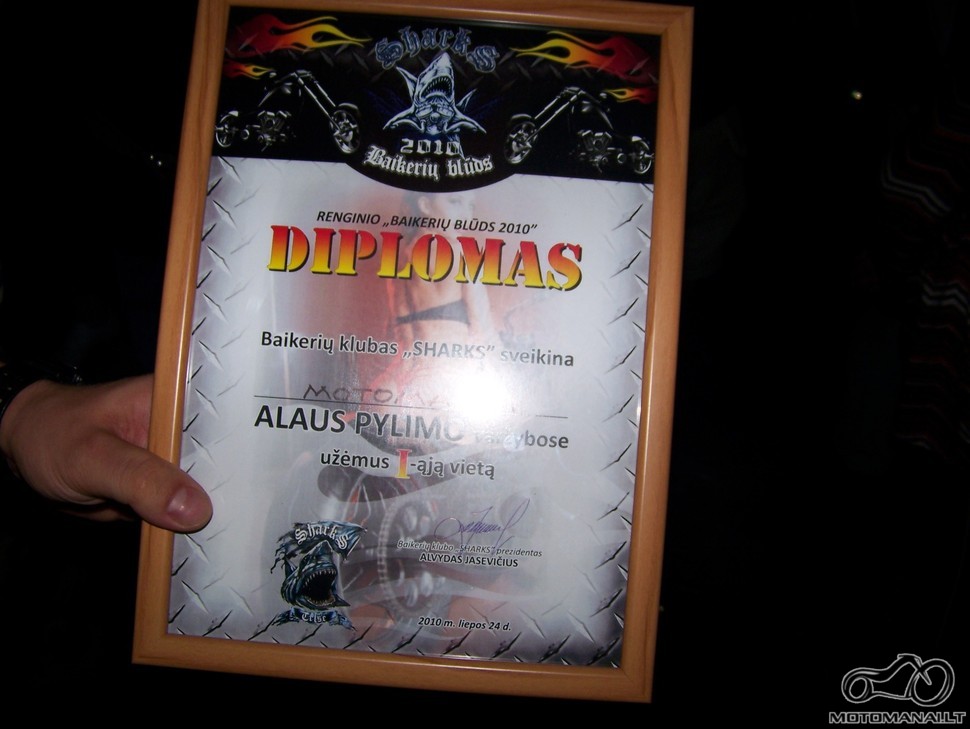 Sharks
2010
Baikerių blūds
RENGINIO „BAIKERIŲ BLŪDS 2010”
DIPLOMAS
Baikerių klubas „SHARKS” sveikina
ALAUS PYLIMO varžybose
užėmus I-ąją vietą
Baikerių klubo „SHARKS” prezidentas
ALVYDAS JASEVIČIUS
Sharks
2010 m. liepos 24 d.
MOTOMANAI.LT